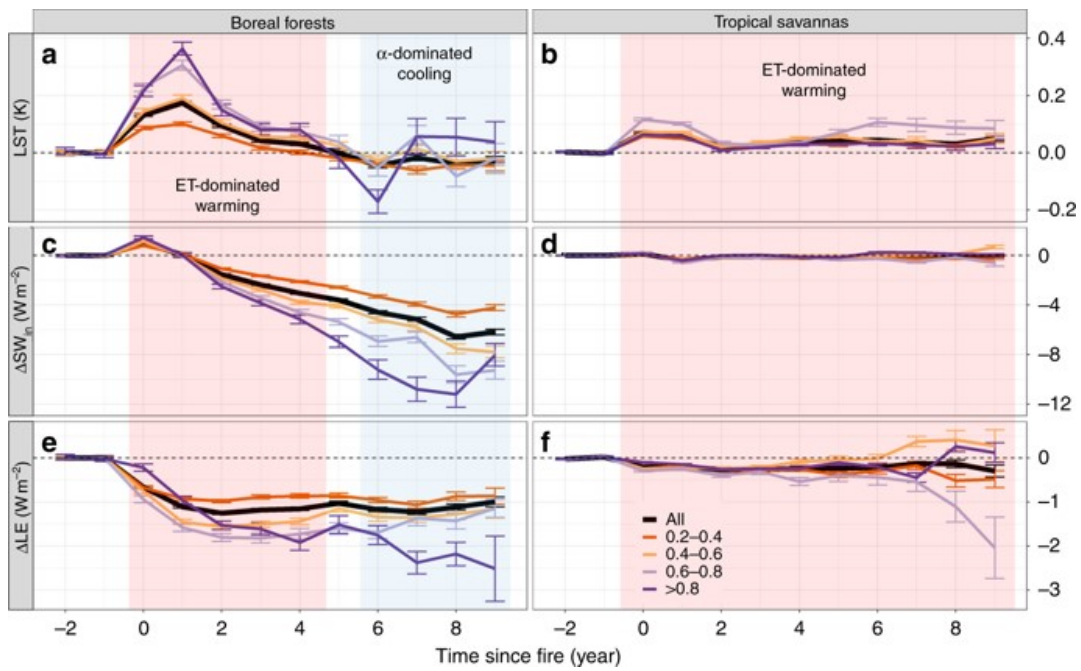 Boreal forests
Tropical savannas
a
α-dominated
cooling
ET-dominated
warming
LST (K)
b
ET-dominated
warming
0.4
0.2
0.0
−0.2
c
ΔSWin (W m−2)
d
0
−4
−8
−12
e
ΔLE (W m−2)
f
All
0.2–0.4
0.4–0.6
0.6–0.8
>0.8
0
−1
−2
−3
−2 0 2 4 6 8
−2 0 2 4 6 8
Time since fire (year)